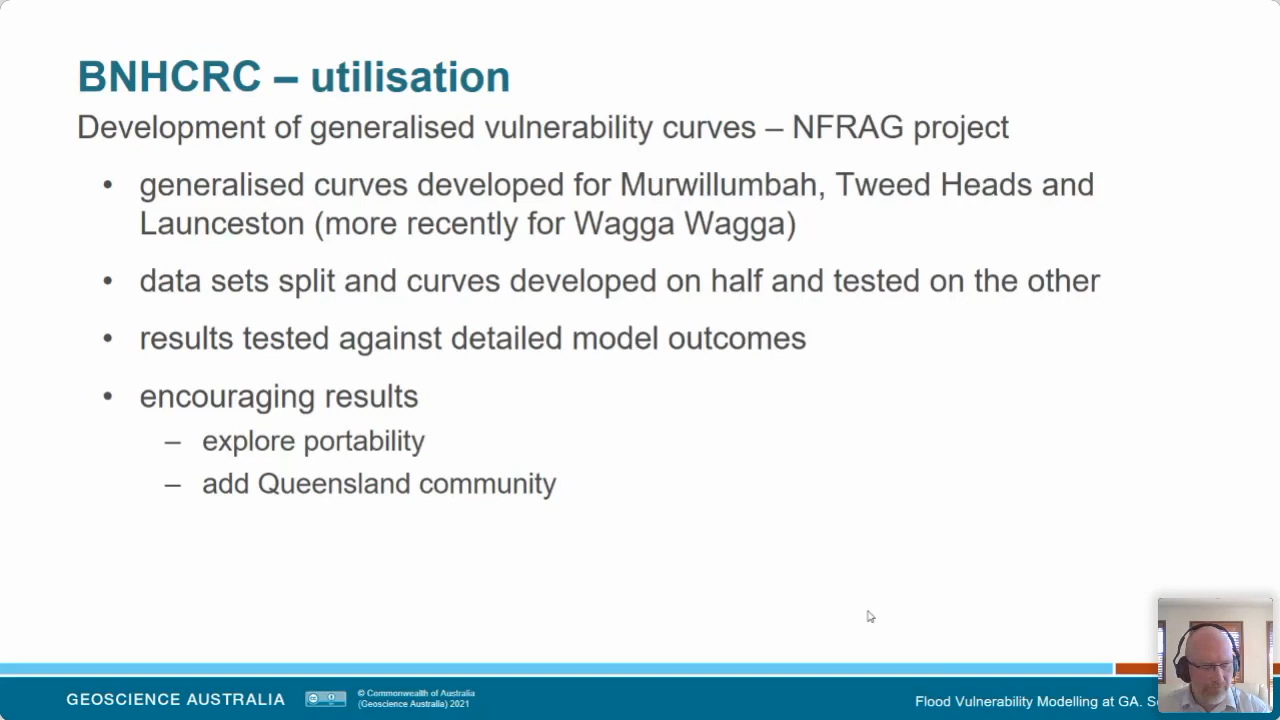 BNHCRC – utilisation
Development of generalised vulnerability curves – NFRAG project
• generalised curves developed for Murwillumbah, Tweed Heads and
Launceston (more recently for Wagga Wagga)
• data sets split and curves developed on half and tested on the other
• results tested against detailed model outcomes
• encouraging results
– explore portability
– add Queensland community
GEOSCIENCE AUSTRALIA
© Commonwealth of Australia
(Geoscience Australia) 2021
Flood Vulnerability Modelling at GA.